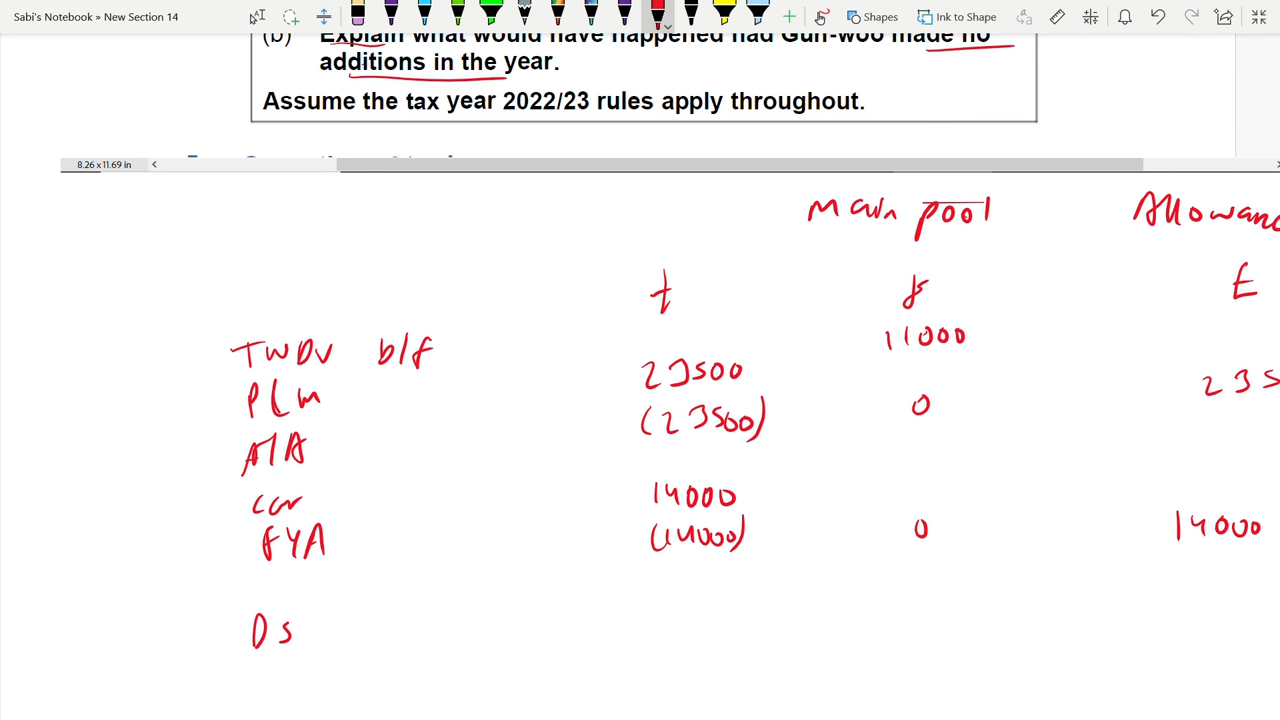 Sabi's Notebook » New Section 14
Shapes
Ink to Shape
(b) Explain what would have happened had Gun-woo made no
additions in the year.
Assume the tax year 2022/23 rules apply throughout.
8.26 x 11.69 in
main pool Allowanc
£ £ £
TWDV b/f 11000
P&m 23500 235
AIA (23500) 0
car 14000
FYA (14000) 0 14000
Ds